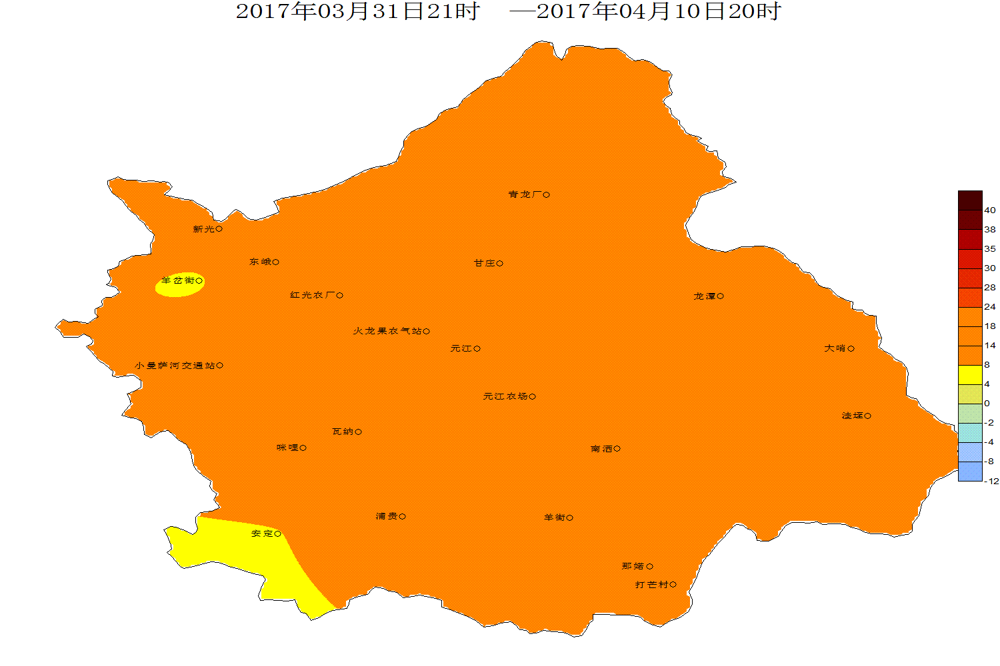 2017年03月31日21时 —2017年04月10日20时
青龙厂
新光
东峨
甘庄
羊岔街
红光农厂
龙潭
火龙果农气站
元江
大哨
小曼萨河交通站
元江农场
洼垤
瓦纳
咪哩
南洒
浦贵
羊街
安定
那婼
打芒村
40
38
35
30
28
24
18
14
8
4
0
-2
-4
-8
-12